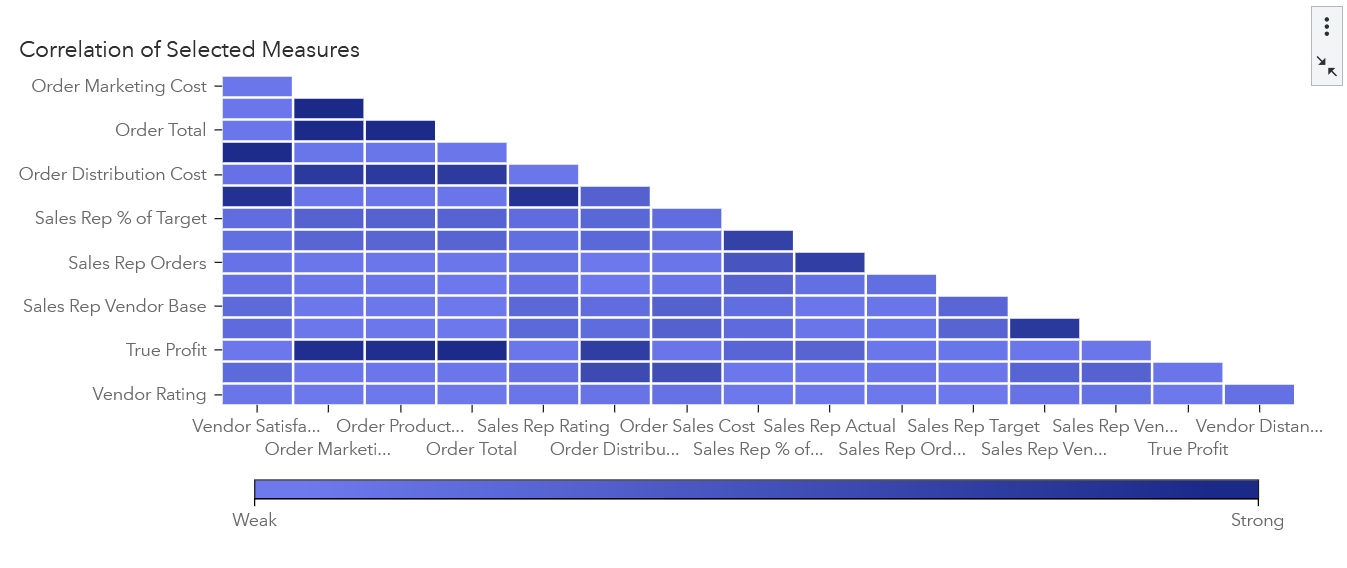 Correlation of Selected Measures
Order Marketing Cost
Order Total
Order Distribution Cost
Sales Rep % of Target
Sales Rep Orders
Sales Rep Vendor Base
True Profit
Vendor Rating
Vendor Satisfa... Order Product... Sales Rep Rating Order Sales Cost Sales Rep Actual Sales Rep Target Sales Rep Ven... Vendor Distan...
Order Marketi... Order Total Order Distribu... Sales Rep % of... Sales Rep Ord... Sales Rep Ven... True Profit
Weak Strong